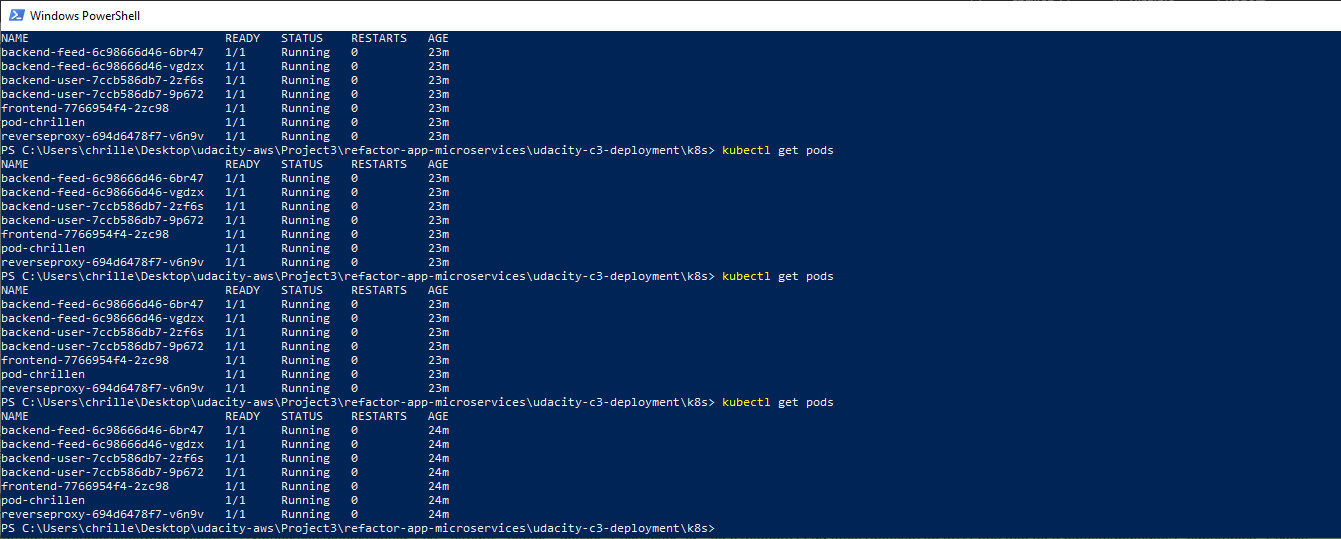 Windows PowerShell
NAME READY STATUS RESTARTS AGE
backend-feed-6c98666d46-6br47 1/1 Running 0 23m
backend-feed-6c98666d46-vgdzx 1/1 Running 0 23m
backend-user-7ccb586db7-2zf6s 1/1 Running 0 23m
backend-user-7ccb586db7-9p672 1/1 Running 0 23m
frontend-7766954f4-2zc98 1/1 Running 0 23m
pod-chrillen 1/1 Running 0 23m
reverseproxy-694d6478f7-v6n9v 1/1 Running 0 23m
PS C:\Users\chrille\Desktop\udacity-aws\Project3\refactor-app-microservices\udacity-c3-deployment\k8s> kubectl get pods
NAME READY STATUS RESTARTS AGE
backend-feed-6c98666d46-6br47 1/1 Running 0 23m
backend-feed-6c98666d46-vgdzx 1/1 Running 0 23m
backend-user-7ccb586db7-2zf6s 1/1 Running 0 23m
backend-user-7ccb586db7-9p672 1/1 Running 0 23m
frontend-7766954f4-2zc98 1/1 Running 0 23m
pod-chrillen 1/1 Running 0 23m
reverseproxy-694d6478f7-v6n9v 1/1 Running 0 23m
PS C:\Users\chrille\Desktop\udacity-aws\Project3\refactor-app-microservices\udacity-c3-deployment\k8s> kubectl get pods
NAME READY STATUS RESTARTS AGE
backend-feed-6c98666d46-6br47 1/1 Running 0 23m
backend-feed-6c98666d46-vgdzx 1/1 Running 0 23m
backend-user-7ccb586db7-2zf6s 1/1 Running 0 23m
backend-user-7ccb586db7-9p672 1/1 Running 0 23m
frontend-7766954f4-2zc98 1/1 Running 0 23m
pod-chrillen 1/1 Running 0 23m
reverseproxy-694d6478f7-v6n9v 1/1 Running 0 23m
PS C:\Users\chrille\Desktop\udacity-aws\Project3\refactor-app-microservices\udacity-c3-deployment\k8s> kubectl get pods
NAME READY STATUS RESTARTS AGE
backend-feed-6c98666d46-6br47 1/1 Running 0 24m
backend-feed-6c98666d46-vgdzx 1/1 Running 0 24m
backend-user-7ccb586db7-2zf6s 1/1 Running 0 24m
backend-user-7ccb586db7-9p672 1/1 Running 0 24m
frontend-7766954f4-2zc98 1/1 Running 0 24m
pod-chrillen 1/1 Running 0 24m
reverseproxy-694d6478f7-v6n9v 1/1 Running 0 24m
PS C:\Users\chrille\Desktop\udacity-aws\Project3\refactor-app-microservices\udacity-c3-deployment\k8s>